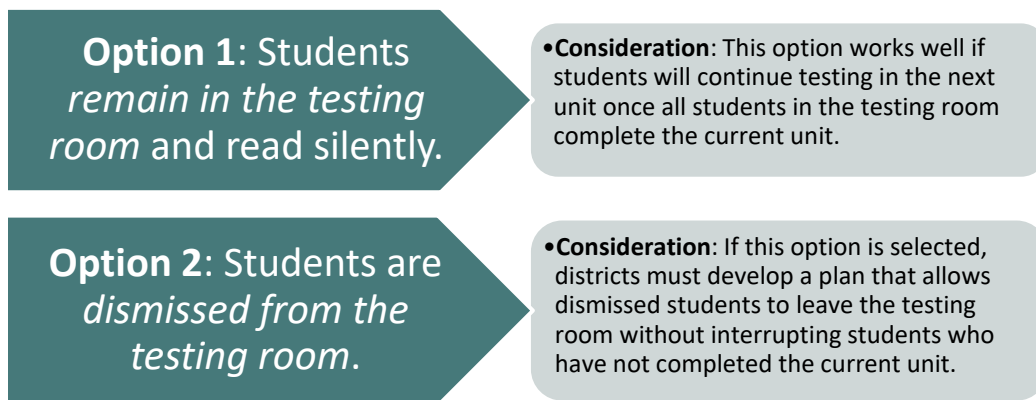 Option 1: Students
remain in the testing
room and read silently.
•Consideration: This option works well if
students will continue testing in the next
unit once all students in the testing room
complete the current unit.
Option 2: Students are
dismissed from the
testing room.
•Consideration: If this option is selected,
districts must develop a plan that allows
dismissed students to leave the testing
room without interrupting students who
have not completed the current unit.